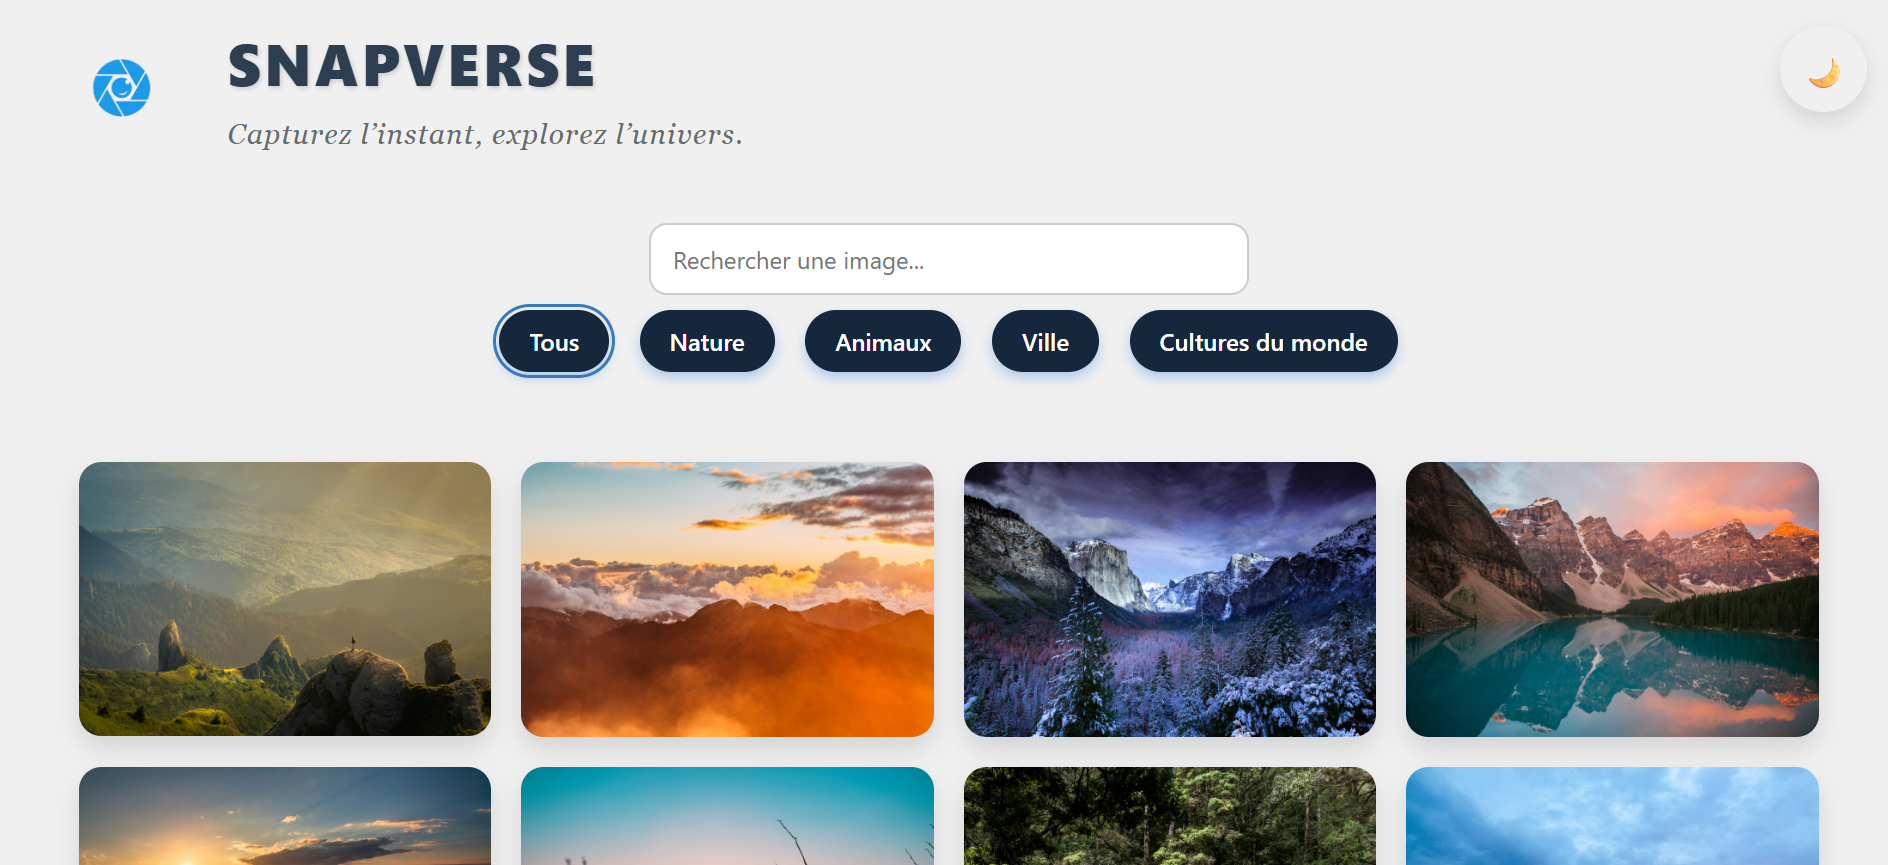 SNAPVERSE
Capturez l’instant, explorez l’univers.
Rechercher une image...
Tous
Nature
Animaux
Ville
Cultures du monde